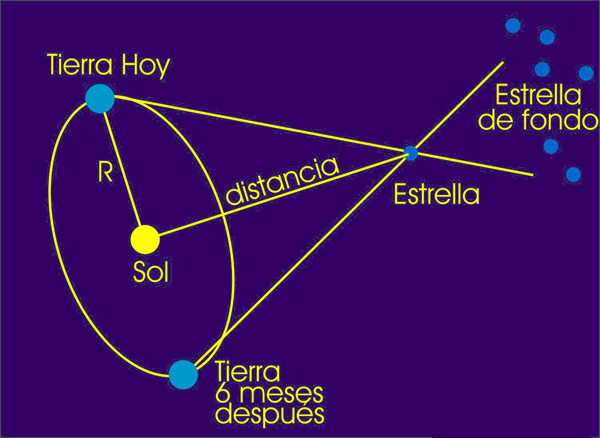 Tierra Hoy
Estrella
de fondo
R
distancia
Estrella
Sol
Tierra
6 meses
después